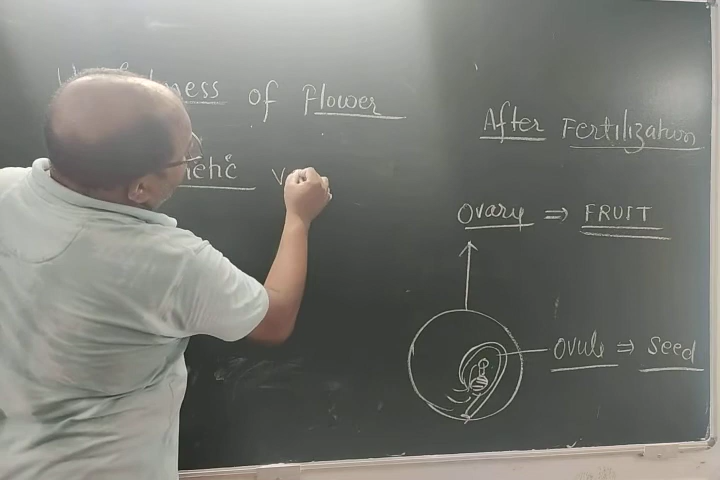 of Flower
After Fertilization
Ovary ⇒ FRUIT
Ovule ⇒ Seed